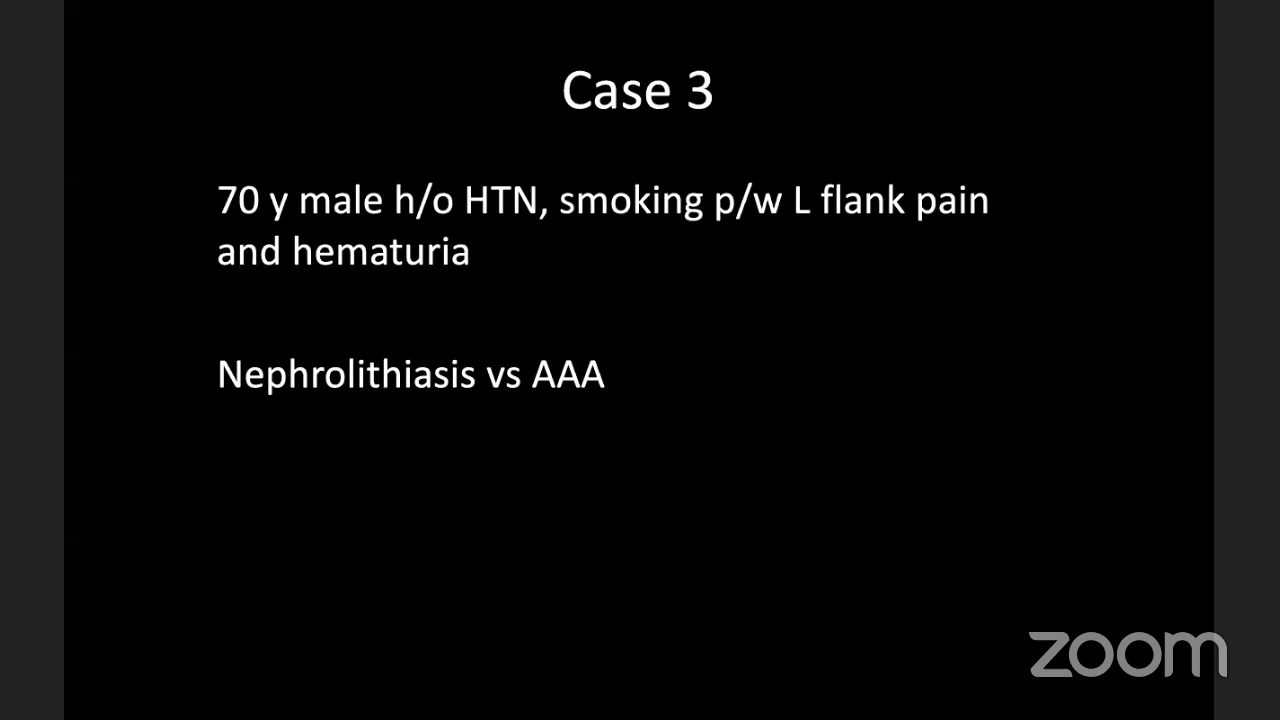 Case 3
70 y male h/o HTN, smoking p/w L flank pain
and hematuria
Nephrolithiasis vs AAA
zoom